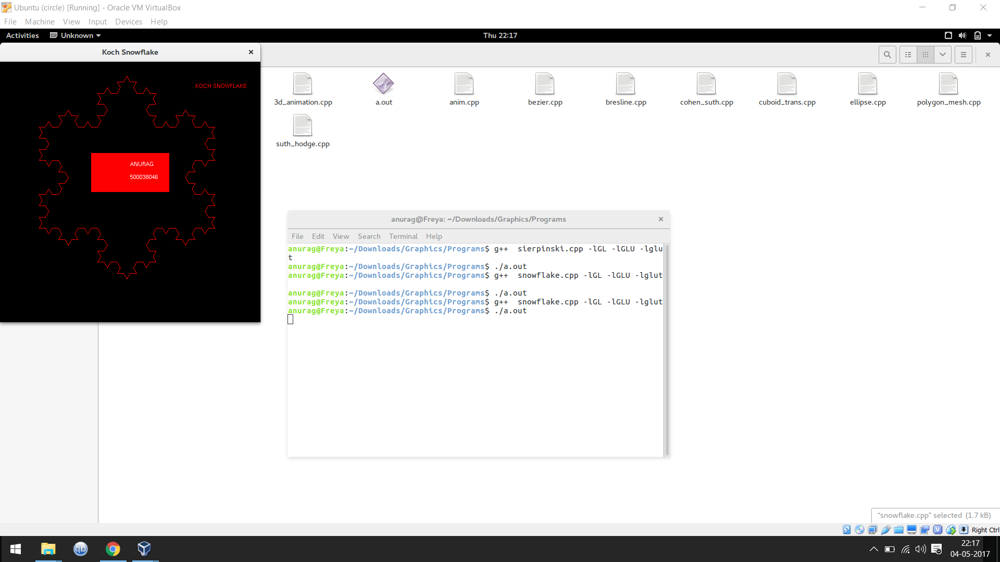 Ubuntu (circle) [Running] - Oracle VM VirtualBox
File Machine View Input Devices Help
Activities Unknown Thu 22:17
Koch Snowflake
KOCH SNOWFLAKE
ANURAG
500038046
3d_animation.cpp a.out anim.cpp bezier.cpp bresline.cpp cohen_suth.cpp cuboid_trans.cpp ellipse.cpp polygon_mesh.cpp
suth_hodge.cpp
anurag@Freya: ~/Downloads/Graphics/Programs
File Edit View Search Terminal Help
anurag@Freya:~/Downloads/Graphics/Programs$ g++  sierpinski.cpp -lGL -lGLU -lglu
t
anurag@Freya:~/Downloads/Graphics/Programs$ ./a.out
anurag@Freya:~/Downloads/Graphics/Programs$ g++  snowflake.cpp -lGL -lGLU -lglut
anurag@Freya:~/Downloads/Graphics/Programs$ ./a.out
anurag@Freya:~/Downloads/Graphics/Programs$ g++  snowflake.cpp -lGL -lGLU -lglut
anurag@Freya:~/Downloads/Graphics/Programs$ ./a.out
“snowflake.cpp” selected (1.7 kB)
Right Ctrl
qb
22:17
04-05-2017